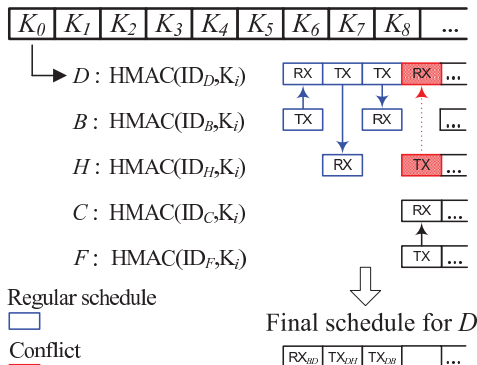 K0 K1 K2 K3 K4 K5 K6 K7 K8 ...
D : HMAC(IDD,Ki) RX TX TX RX ...
B : HMAC(IDB,Ki) TX RX ...
H : HMAC(IDH,Ki) RX TX ...
C : HMAC(IDC,Ki) RX ...
F : HMAC(IDF,Ki) TX ...
Regular schedule
Final schedule for D
Conflict
RXBD TXDH TXDB ...